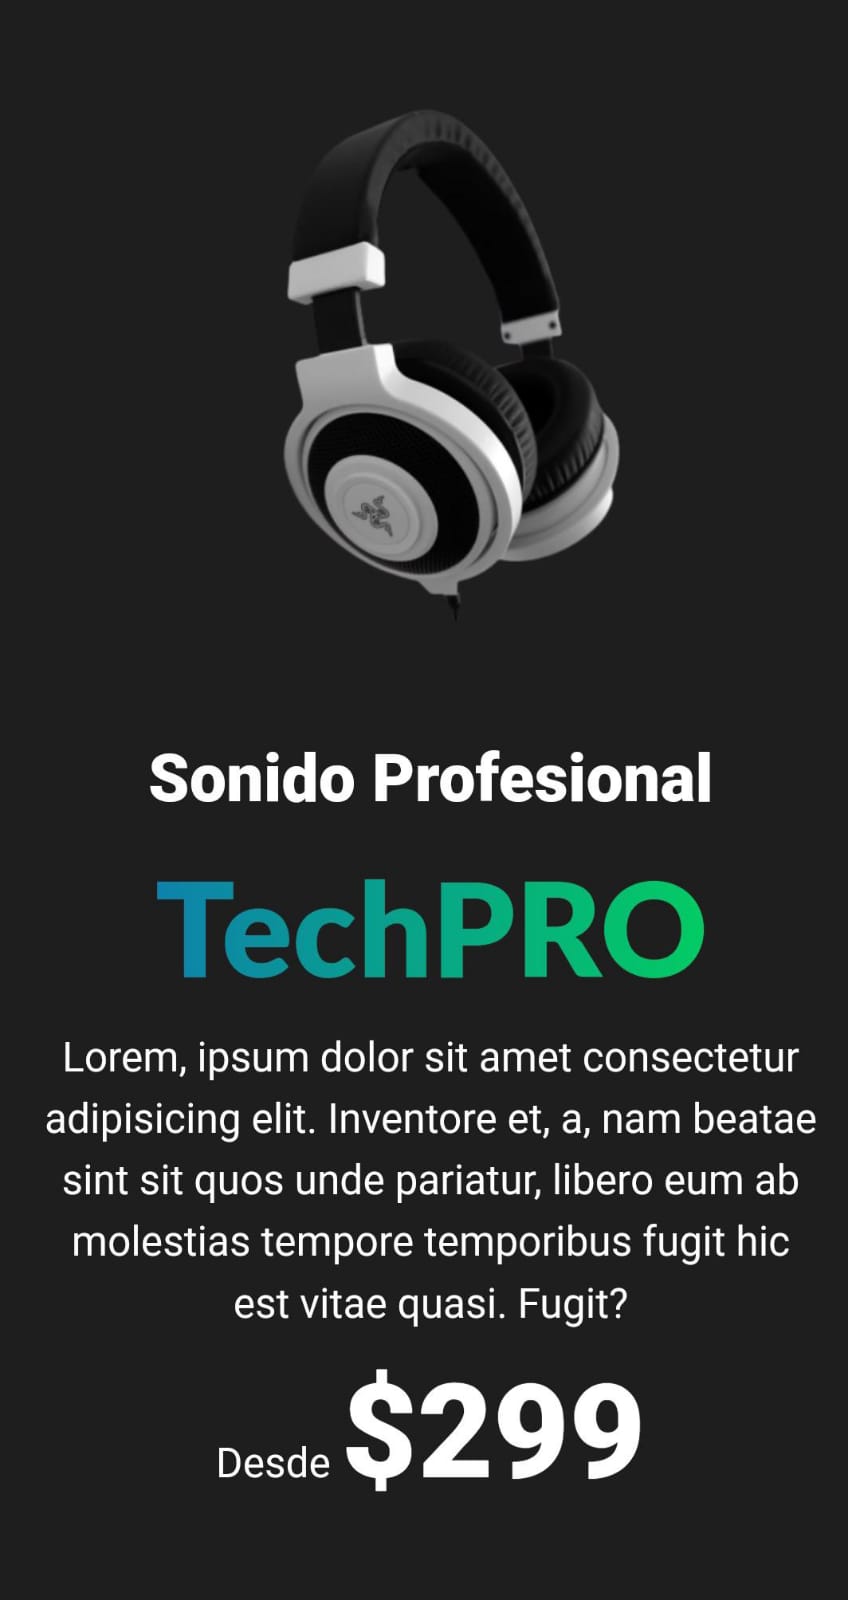 Sonido Profesional
TechPRO
Lorem, ipsum dolor sit amet consectetur
adipisicing elit. Inventore et, a, nam beatae
sint sit quos unde pariatur, libero eum ab
molestias tempore temporibus fugit hic
est vitae quasi. Fugit?
Desde $299